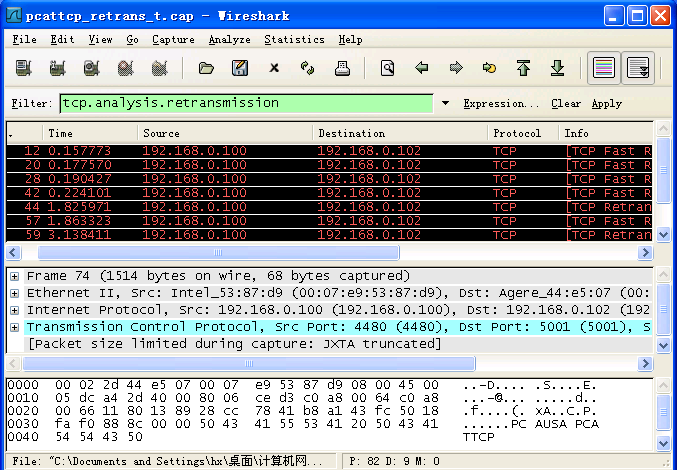 pcattcp_retrans_t.cap - Wireshark
File Edit View Go Capture Analyze Statistics Help
Filter: tcp.analysis.retransmission Expression... Clear Apply
. Time Source Destination Protocol Info
12 0.157773 192.168.0.100 192.168.0.102 TCP [TCP Fast R
20 0.177570 192.168.0.100 192.168.0.102 TCP [TCP Fast R
28 0.190427 192.168.0.100 192.168.0.102 TCP [TCP Fast R
42 0.224101 192.168.0.100 192.168.0.102 TCP [TCP Fast R
44 1.825971 192.168.0.100 192.168.0.102 TCP [TCP Retran
57 1.863323 192.168.0.100 192.168.0.102 TCP [TCP Fast R
59 3.138411 192.168.0.100 192.168.0.102 TCP [TCP Retran
Frame 74 (1514 bytes on wire, 68 bytes captured)
Ethernet II, Src: Intel_53:87:d9 (00:07:e9:53:87:d9), Dst: Agere_44:e5:07 (00:
Internet Protocol, Src: 192.168.0.100 (192.168.0.100), Dst: 192.168.0.102 (192
Transmission Control Protocol, Src Port: 4480 (4480), Dst Port: 5001 (5001), S
[Packet size limited during capture: JXTA truncated]
0000 00 02 2d 44 e5 07 00 07 e9 53 87 d9 08 00 45 00 ..-D.... .S....E.
0010 05 dc a4 2d 40 00 80 06 ce d3 c0 a8 00 64 c0 a8 ...-@... .....d..
0020 00 66 11 80 13 89 28 cc 78 41 b8 a1 43 fc 50 18 .f....(. xA..C.P.
0030 fa f0 88 8c 00 00 50 43 41 55 53 41 20 50 43 41 ......PC AUSA PCA
0040 54 54 43 50 TTCP
File: "C:\Documents and Settings\hx\桌面\计算机网... P: 82 D: 9 M: 0